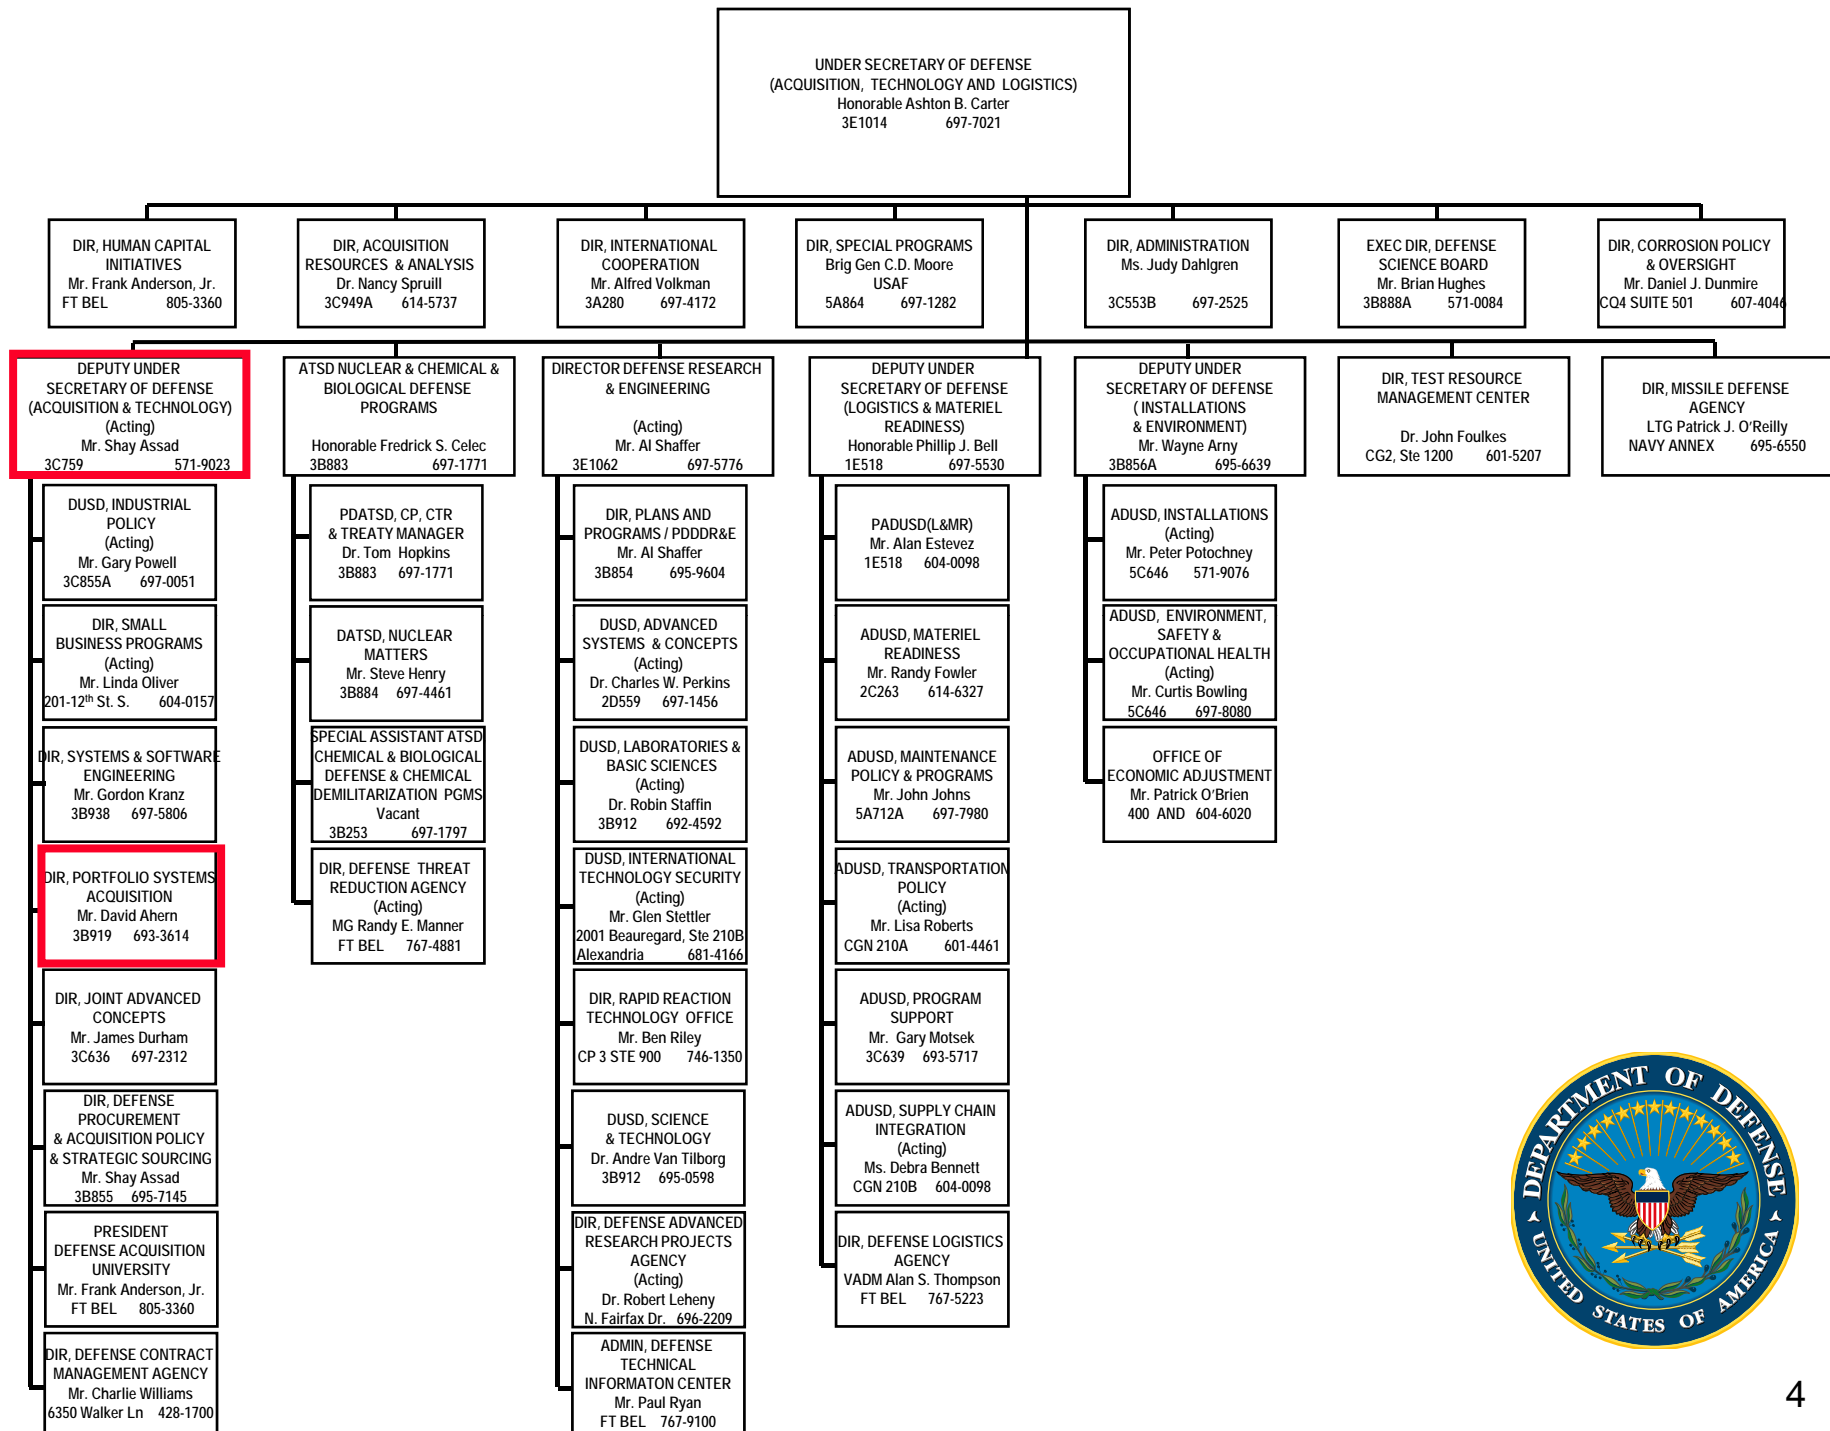 UNDER SECRETARY OF DEFENSE
(ACQUISITION, TECHNOLOGY AND LOGISTICS)
Honorable Ashton B. Carter
3E1014 697-7021
DIR, HUMAN CAPITAL
INITIATIVES
Mr. Frank Anderson, Jr.
FT BEL 805-3360
DIR, ACQUISITION
RESOURCES & ANALYSIS
Dr. Nancy Spruill
3C949A 614-5737
DIR, INTERNATIONAL
COOPERATION
Mr. Alfred Volkman
3A280 697-4172
DIR, SPECIAL PROGRAMS
Brig Gen C.D. Moore
USAF
5A864 697-1282
DIR, ADMINISTRATION
Ms. Judy Dahlgren
3C553B 697-2525
EXEC DIR, DEFENSE
SCIENCE BOARD
Mr. Brian Hughes
3B888A 571-0084
DIR, CORROSION POLICY
& OVERSIGHT
Mr. Daniel J. Dunmire
CQ4 SUITE 501 607-4046
DEPUTY UNDER
SECRETARY OF DEFENSE
(ACQUISITION & TECHNOLOGY)
(Acting)
Mr. Shay Assad
3C759 571-9023
ATSD NUCLEAR & CHEMICAL &
BIOLOGICAL DEFENSE
PROGRAMS
Honorable Fredrick S. Celec
3B883 697-1771
DIRECTOR DEFENSE RESEARCH
& ENGINEERING
(Acting)
Mr. Al Shaffer
3E1062 697-5776
DEPUTY UNDER
SECRETARY OF DEFENSE
(LOGISTICS & MATERIEL
READINESS)
Honorable Phillip J. Bell
1E518 697-5530
DEPUTY UNDER
SECRETARY OF DEFENSE
( INSTALLATIONS
& ENVIRONMENT)
Mr. Wayne Arny
3B856A 695-6639
DIR, TEST RESOURCE
MANAGEMENT CENTER
Dr. John Foulkes
CG2, Ste 1200 601-5207
DIR, MISSILE DEFENSE
AGENCY
LTG Patrick J. O'Reilly
NAVY ANNEX 695-6550
DUSD, INDUSTRIAL
POLICY
(Acting)
Mr. Gary Powell
3C855A 697-0051
DIR, SMALL
BUSINESS PROGRAMS
(Acting)
Mr. Linda Oliver
201-12th St. S. 604-0157
DIR, SYSTEMS & SOFTWARE
ENGINEERING
Mr. Gordon Kranz
3B938 697-5806
DIR, PORTFOLIO SYSTEMS
ACQUISITION
Mr. David Ahern
3B919 693-3614
DIR, JOINT ADVANCED
CONCEPTS
Mr. James Durham
3C636 697-2312
DIR, DEFENSE
PROCUREMENT
& ACQUISITION POLICY
& STRATEGIC SOURCING
Mr. Shay Assad
3B855 695-7145
PRESIDENT
DEFENSE ACQUISITION
UNIVERSITY
Mr. Frank Anderson, Jr.
FT BEL 805-3360
DIR, DEFENSE CONTRACT
MANAGEMENT AGENCY
Mr. Charlie Williams
6350 Walker Ln 428-1700
PDATSD, CP, CTR
& TREATY MANAGER
Dr. Tom Hopkins
3B883 697-1771
DATSD, NUCLEAR
MATTERS
Mr. Steve Henry
3B884 697-4461
SPECIAL ASSISTANT ATSD
CHEMICAL & BIOLOGICAL
DEFENSE & CHEMICAL
DEMILITARIZATION PGMS
Vacant
3B253 697-1797
DIR, DEFENSE THREAT
REDUCTION AGENCY
(Acting)
MG Randy E. Manner
FT BEL 767-4881
DIR, PLANS AND
PROGRAMS / PDDDR&E
Mr. Al Shaffer
3B854 695-9604
DUSD, ADVANCED
SYSTEMS & CONCEPTS
(Acting)
Dr. Charles W. Perkins
2D559 697-1456
DUSD, LABORATORIES &
BASIC SCIENCES
(Acting)
Dr. Robin Staffin
3B912 692-4592
DUSD, INTERNATIONAL
TECHNOLOGY SECURITY
(Acting)
Mr. Glen Stettler
2001 Beauregard, Ste 210B
Alexandria 681-4166
DIR, RAPID REACTION
TECHNOLOGY OFFICE
Mr. Ben Riley
CP 3 STE 900 746-1350
DUSD, SCIENCE
& TECHNOLOGY
Dr. Andre Van Tilborg
3B912 695-0598
DIR, DEFENSE ADVANCED
RESEARCH PROJECTS
AGENCY
(Acting)
Dr. Robert Leheny
N. Fairfax Dr. 696-2209
ADMIN, DEFENSE
TECHNICAL
INFORMATON CENTER
Mr. Paul Ryan
FT BEL 767-9100
PADUSD(L&MR)
Mr. Alan Estevez
1E518 604-0098
ADUSD, MATERIEL
READINESS
Mr. Randy Fowler
2C263 614-6327
ADUSD, MAINTENANCE
POLICY & PROGRAMS
Mr. John Johns
5A712A 697-7980
ADUSD, TRANSPORTATION
POLICY
(Acting)
Mr. Lisa Roberts
CGN 210A 601-4461
ADUSD, PROGRAM
SUPPORT
Mr. Gary Motsek
3C639 693-5717
ADUSD, SUPPLY CHAIN
INTEGRATION
(Acting)
Ms. Debra Bennett
CGN 210B 604-0098
DIR, DEFENSE LOGISTICS
AGENCY
VADM Alan S. Thompson
FT BEL 767-5223
ADUSD, INSTALLATIONS
(Acting)
Mr. Peter Potochney
5C646 571-9076
ADUSD, ENVIRONMENT,
SAFETY &
OCCUPATIONAL HEALTH
(Acting)
Mr. Curtis Bowling
5C646 697-8080
OFFICE OF
ECONOMIC ADJUSTMENT
Mr. Patrick O'Brien
400 AND 604-6020
DEPARTMENT OF DEFENSE
UNITED STATES OF AMERICA
4